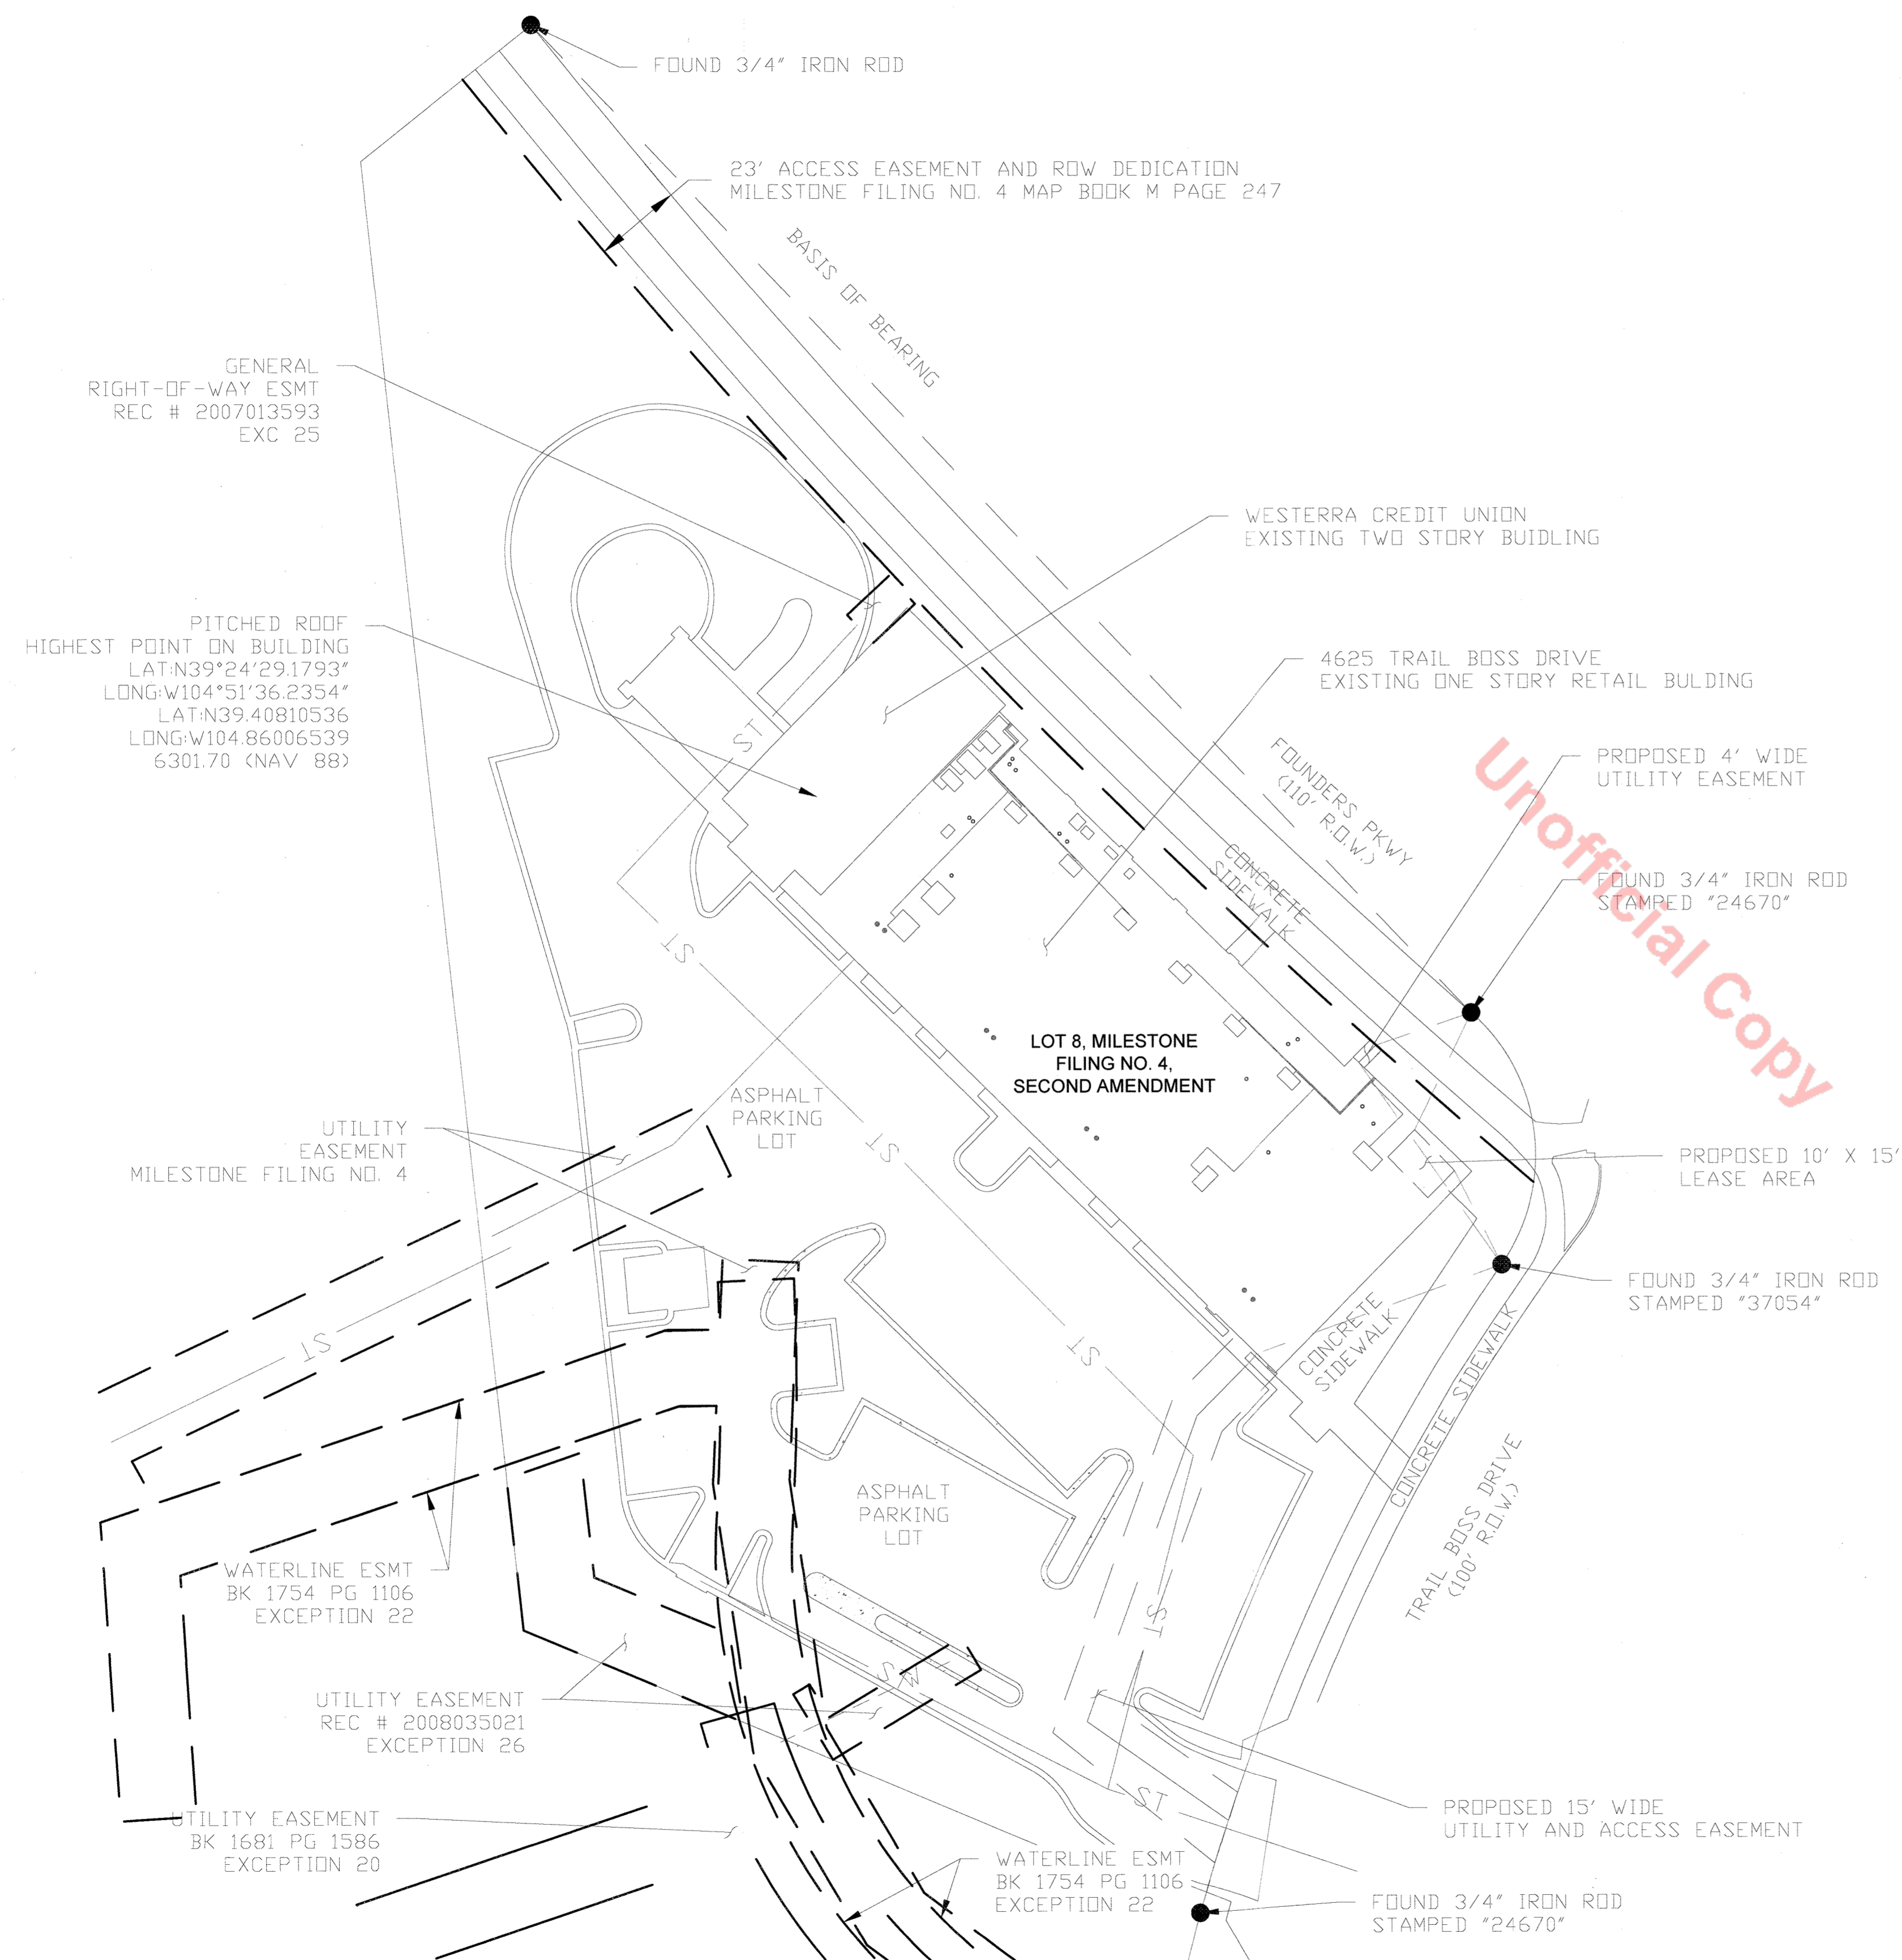 FOUND 3/4" IRON ROD
23' ACCESS EASEMENT AND ROW DEDICATION
MILESTONE FILING NO. 4 MAP BOOK M PAGE 247
BASIS OF BEARING
GENERAL
RIGHT-OF-WAY ESMT
REC # 2007013593
EXC 25
WESTERRA CREDIT UNION
EXISTING TWO STORY BUIDLING
PITCHED ROOF
HIGHEST POINT ON BUILDING
LAT:N39°24'29.1793"
LONG:W104°51'36.2354"
LAT:N39.40810536
LONG:W104.86006539
6301.70 (NAV 88)
4625 TRAIL BOSS DRIVE
EXISTING ONE STORY RETAIL BULDING
ST
FOUNDERS PKWY
(110' R.O.W.)
PROPOSED 4' WIDE
UTILITY EASEMENT
Unofficial Copy
CONCRETE
SIDEWALK
FOUND 3/4" IRON ROD
STAMPED "24670"
ST
LOT 8, MILESTONE
FILING NO. 4,
SECOND AMENDMENT
ASPHALT
PARKING
LOT
UTILITY
EASEMENT
MILESTONE FILING NO. 4
ST
PROPOSED 10' X 15'
LEASE AREA
FOUND 3/4" IRON ROD
STAMPED "37054"
ST
ST
CONCRETE
SIDEWALK
CONCRETE SIDEWALK
TRAIL BOSS DRIVE
(100' R.O.W.)
ASPHALT
PARKING
LOT
WATERLINE ESMT
BK 1754 PG 1106
EXCEPTION 22
ST
SW
UTILITY EASEMENT
REC # 2008035021
EXCEPTION 26
ST
UTILITY EASEMENT
BK 1681 PG 1586
EXCEPTION 20
PROPOSED 15' WIDE
UTILITY AND ACCESS EASEMENT
WATERLINE ESMT
BK 1754 PG 1106
EXCEPTION 22
FOUND 3/4" IRON ROD
STAMPED "24670"